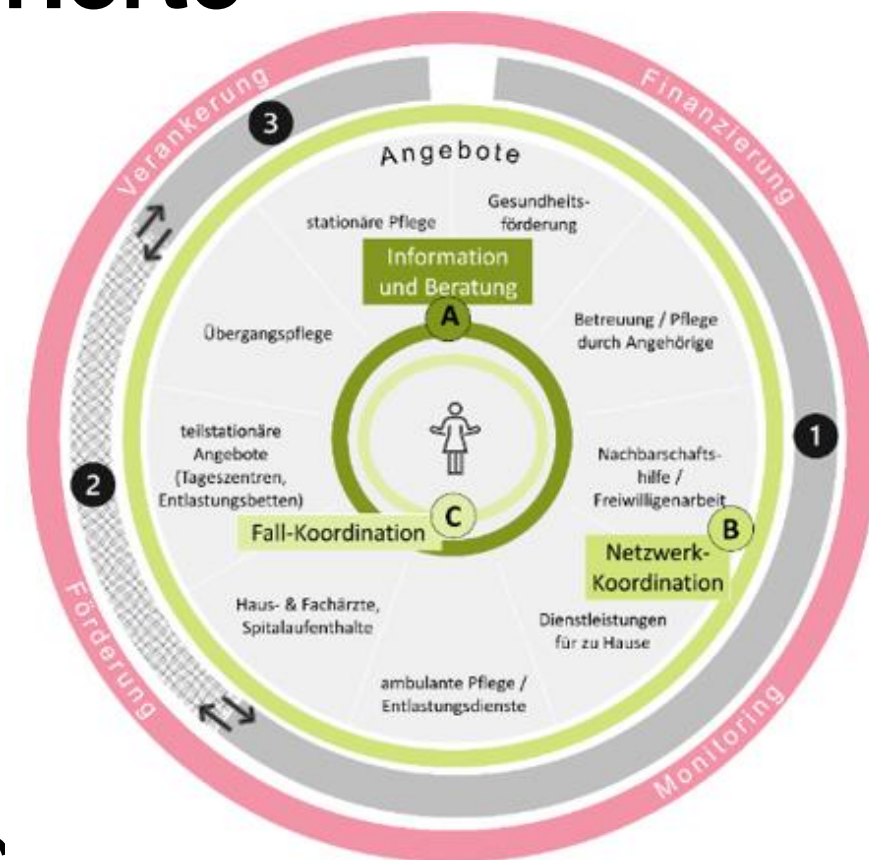 Verankerung
Finanzierung
3
Angebote
stationäre Pflege
Gesundheits-
förderung
Information
und Beratung
A
Übergangspflege
Betreuung / Pflege
durch Angehörige
1
teilstationäre
Angebote
(Tageszentren,
Entlastungsbetten)
2
Nachbarschafts-
hilfe /
Freiwilligenarbeit
C
Fall-Koordination
B
Netzwerk-
Koordination
Haus- & Fachärzte,
Spitalaufenthalte
Dienstleistungen
für zu Hause
ambulante Pflege /
Entlastungsdienste
Förderung
Monitoring